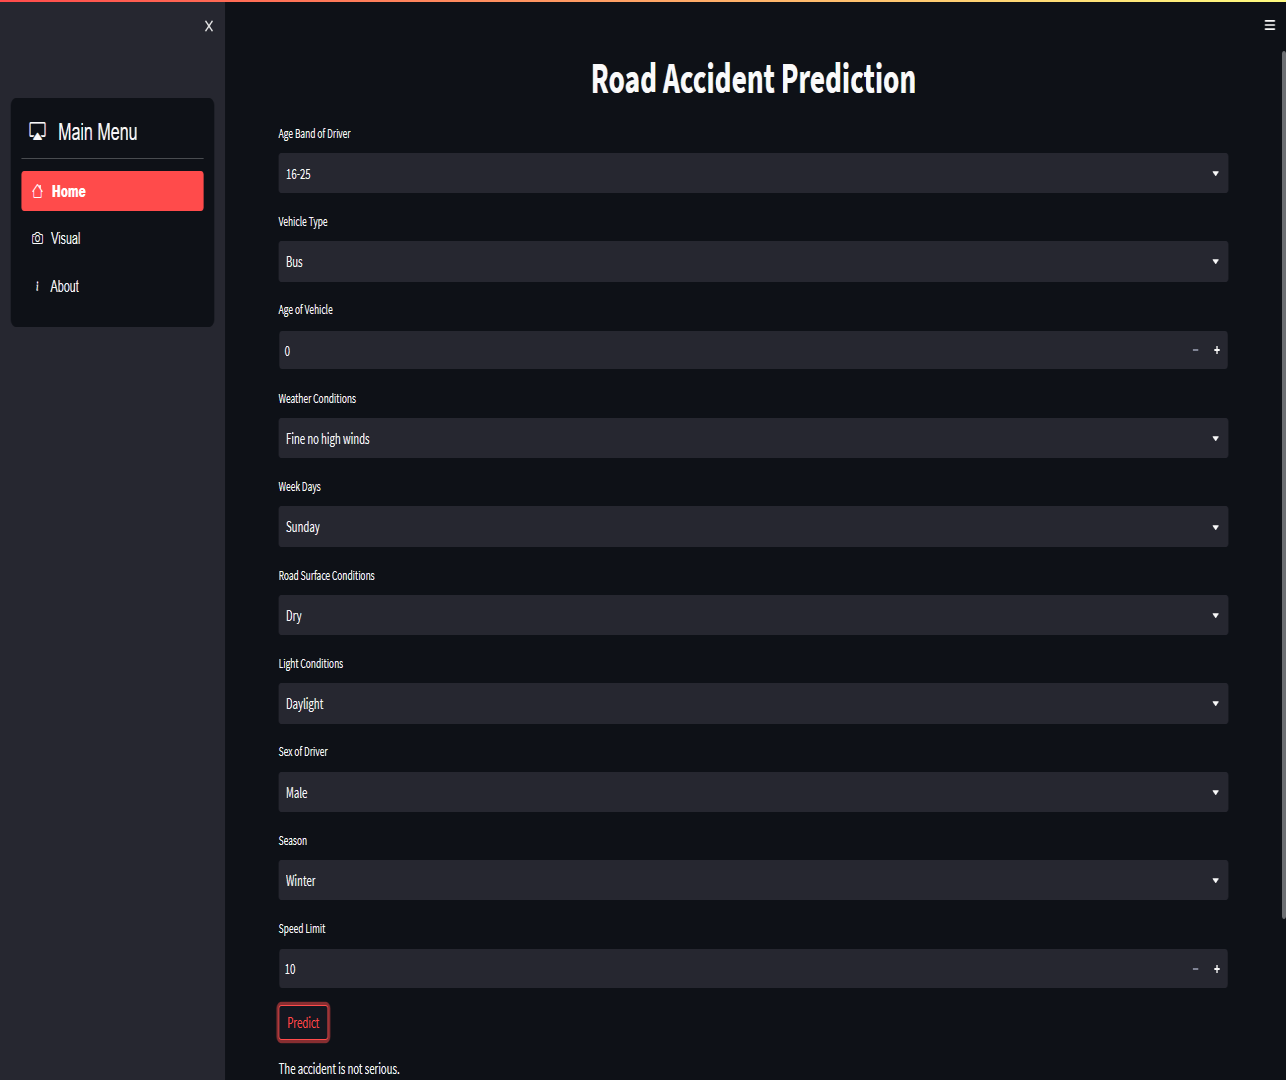 X
Main Menu
Home
Visual
About
Road Accident Prediction
Age Band of Driver
16-25
Vehicle Type
Bus
Age of Vehicle
0
− +
Weather Conditions
Fine no high winds
Week Days
Sunday
Road Surface Conditions
Dry
Light Conditions
Daylight
Sex of Driver
Male
Season
Winter
Speed Limit
10
− +
Predict
The accident is not serious.